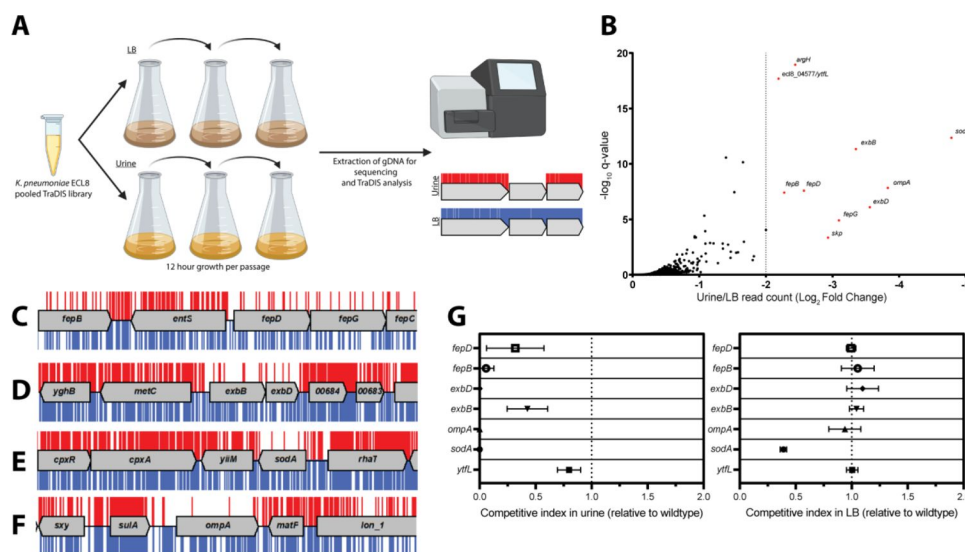 A
LB
Urine
K. pneumoniae ECL8
pooled TraDIS library
12 hour growth per passage
Extraction of gDNA for
sequencing
and TraDIS analysis
Urine
LB
B
-log10 q-value
20
15
10
5
0
argH
ecl8_04577/ytfL
exbB
fepB
fepD
ompA
exbD
fepG
skp
0
-1
-2
-3
-4
Urine/LB read count (Log2 Fold Change)
C
fepB
entS
fepD
fepG
fepC
D
yghB
metC
exbB
exbD
00684
00683
E
cpxR
cpxA
yiiM
sodA
rhaT
F
sxy
sulA
ompA
matP
lon_1
G
fepD
fepB
exbD
exbB
ompA
sodA
ytfL
0.0
0.5
1.0
1.5
2.0
Competitive index in urine (relative to wildtype)
fepD
fepB
exbD
exbB
ompA
sodA
ytfL
0.0
0.5
1.0
1.5
2.0
Competitive index in LB (relative to wildtype)